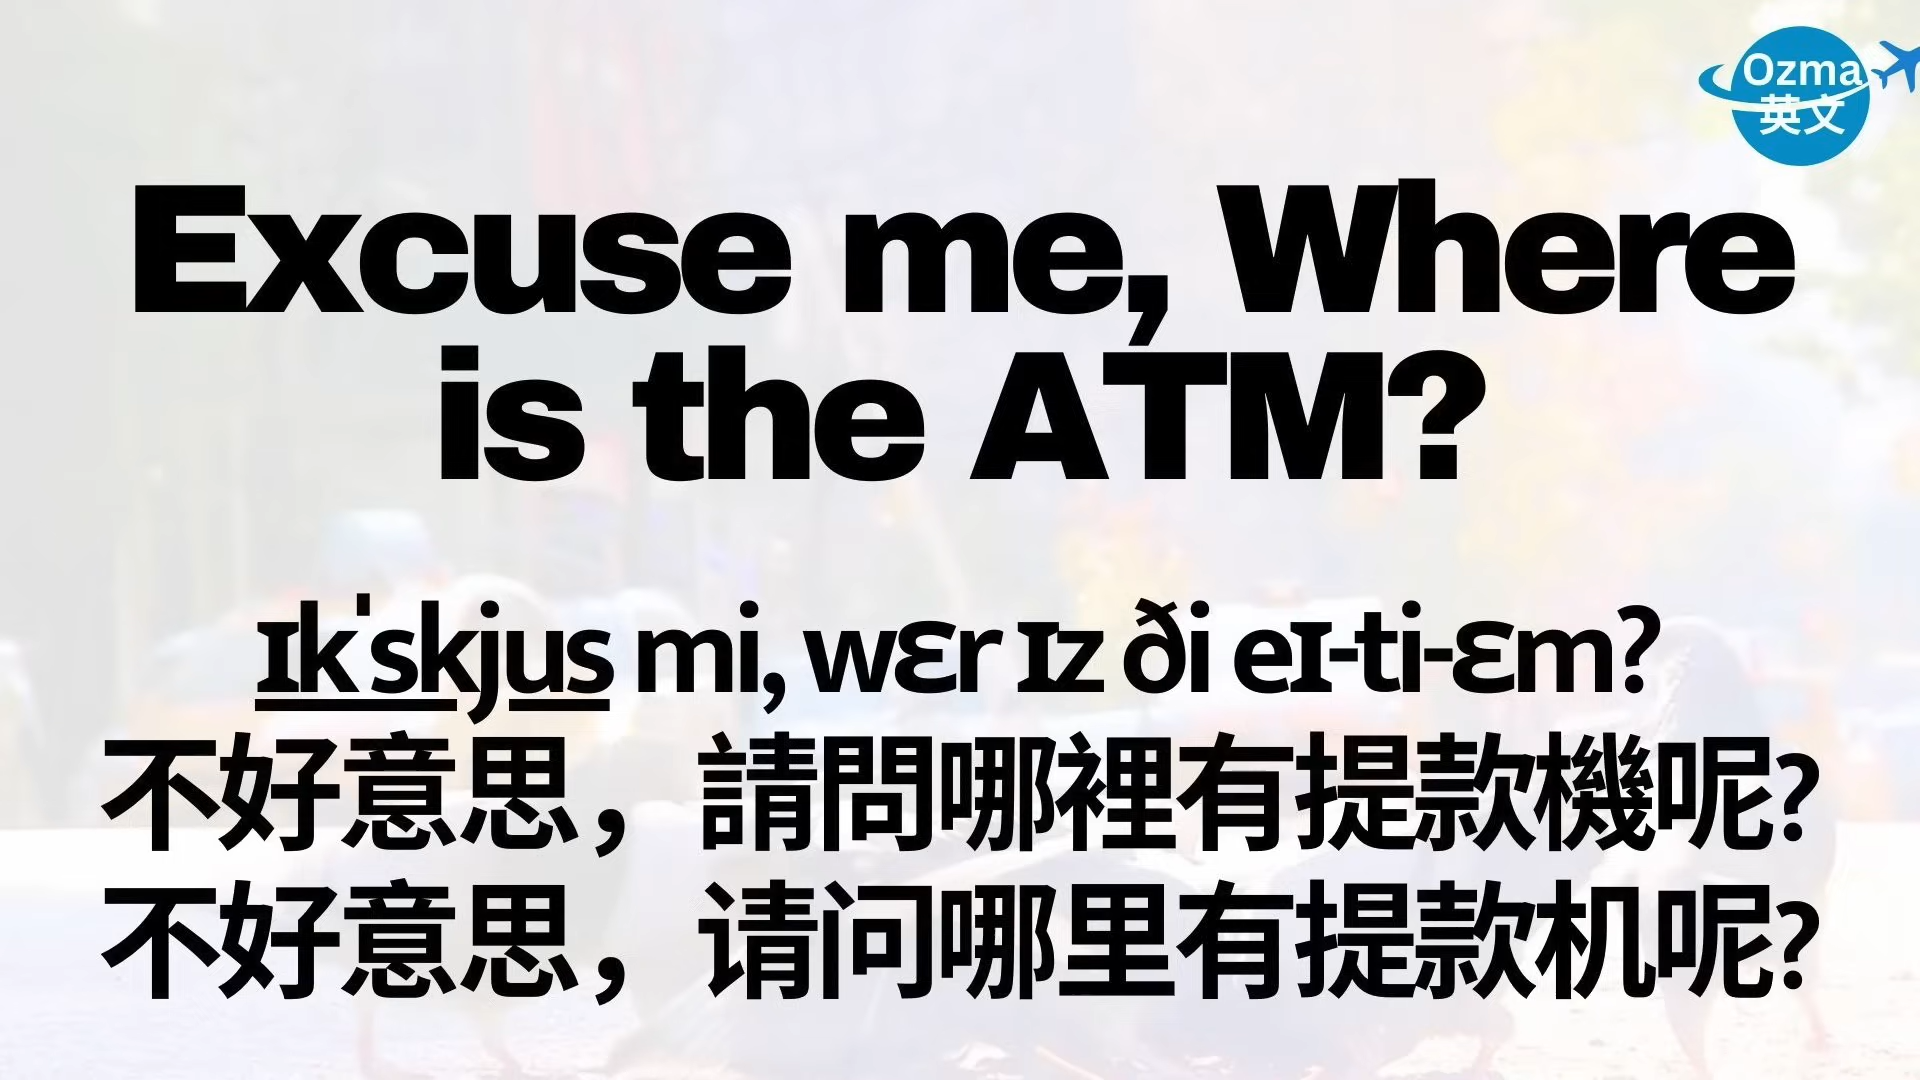 Ozma
英文
Excuse me, Where
is the ATM?
ɪkˈskjus mi, wɛr ɪz ði eɪ-ti-ɛm?
不好意思，請問哪裡有提款機呢?
不好意思，请问哪里有提款机呢?